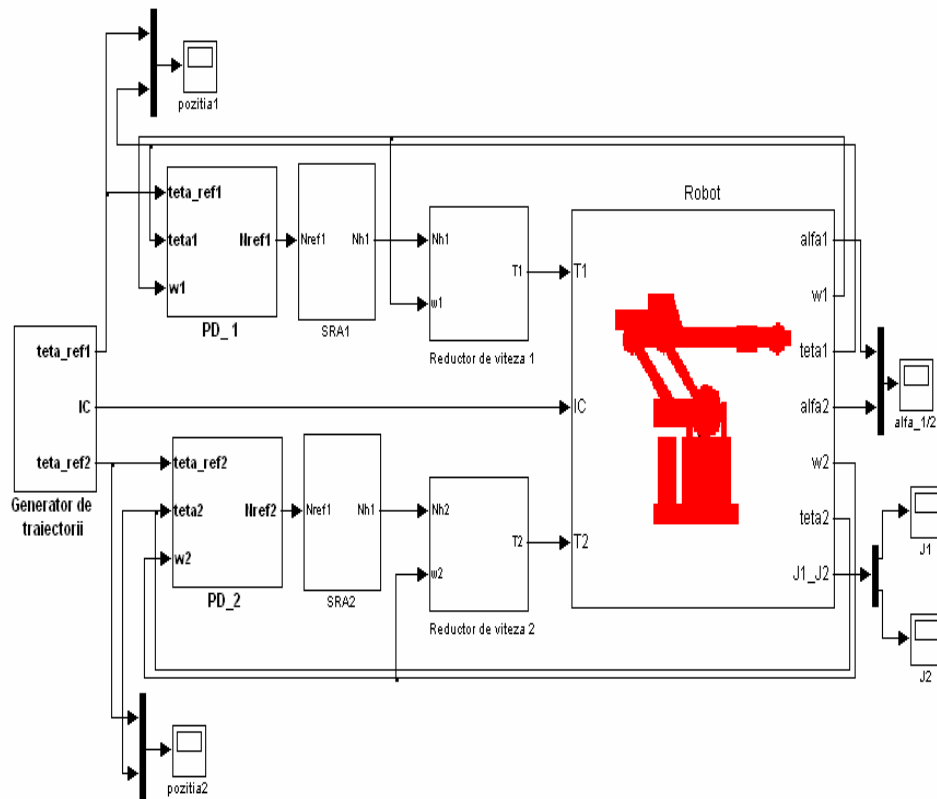 pozitia1
teta_ref1
teta1
w1
Nref1
PD_1
Nref1
Nh1
SRA1
Nh1
w1
T1
Reductor de viteza 1
Robot
T1
IC
T2
alfa1
w1
teta1
alfa2
w2
teta2
J1_J2
alfa_1/2
J1
J2
teta_ref1
IC
teta_ref2
Generator de
traiectorii
teta_ref2
teta2
w2
Nref2
PD_2
Nref1
Nh1
SRA2
Nh2
w2
T2
Reductor de viteza 2
pozitia2